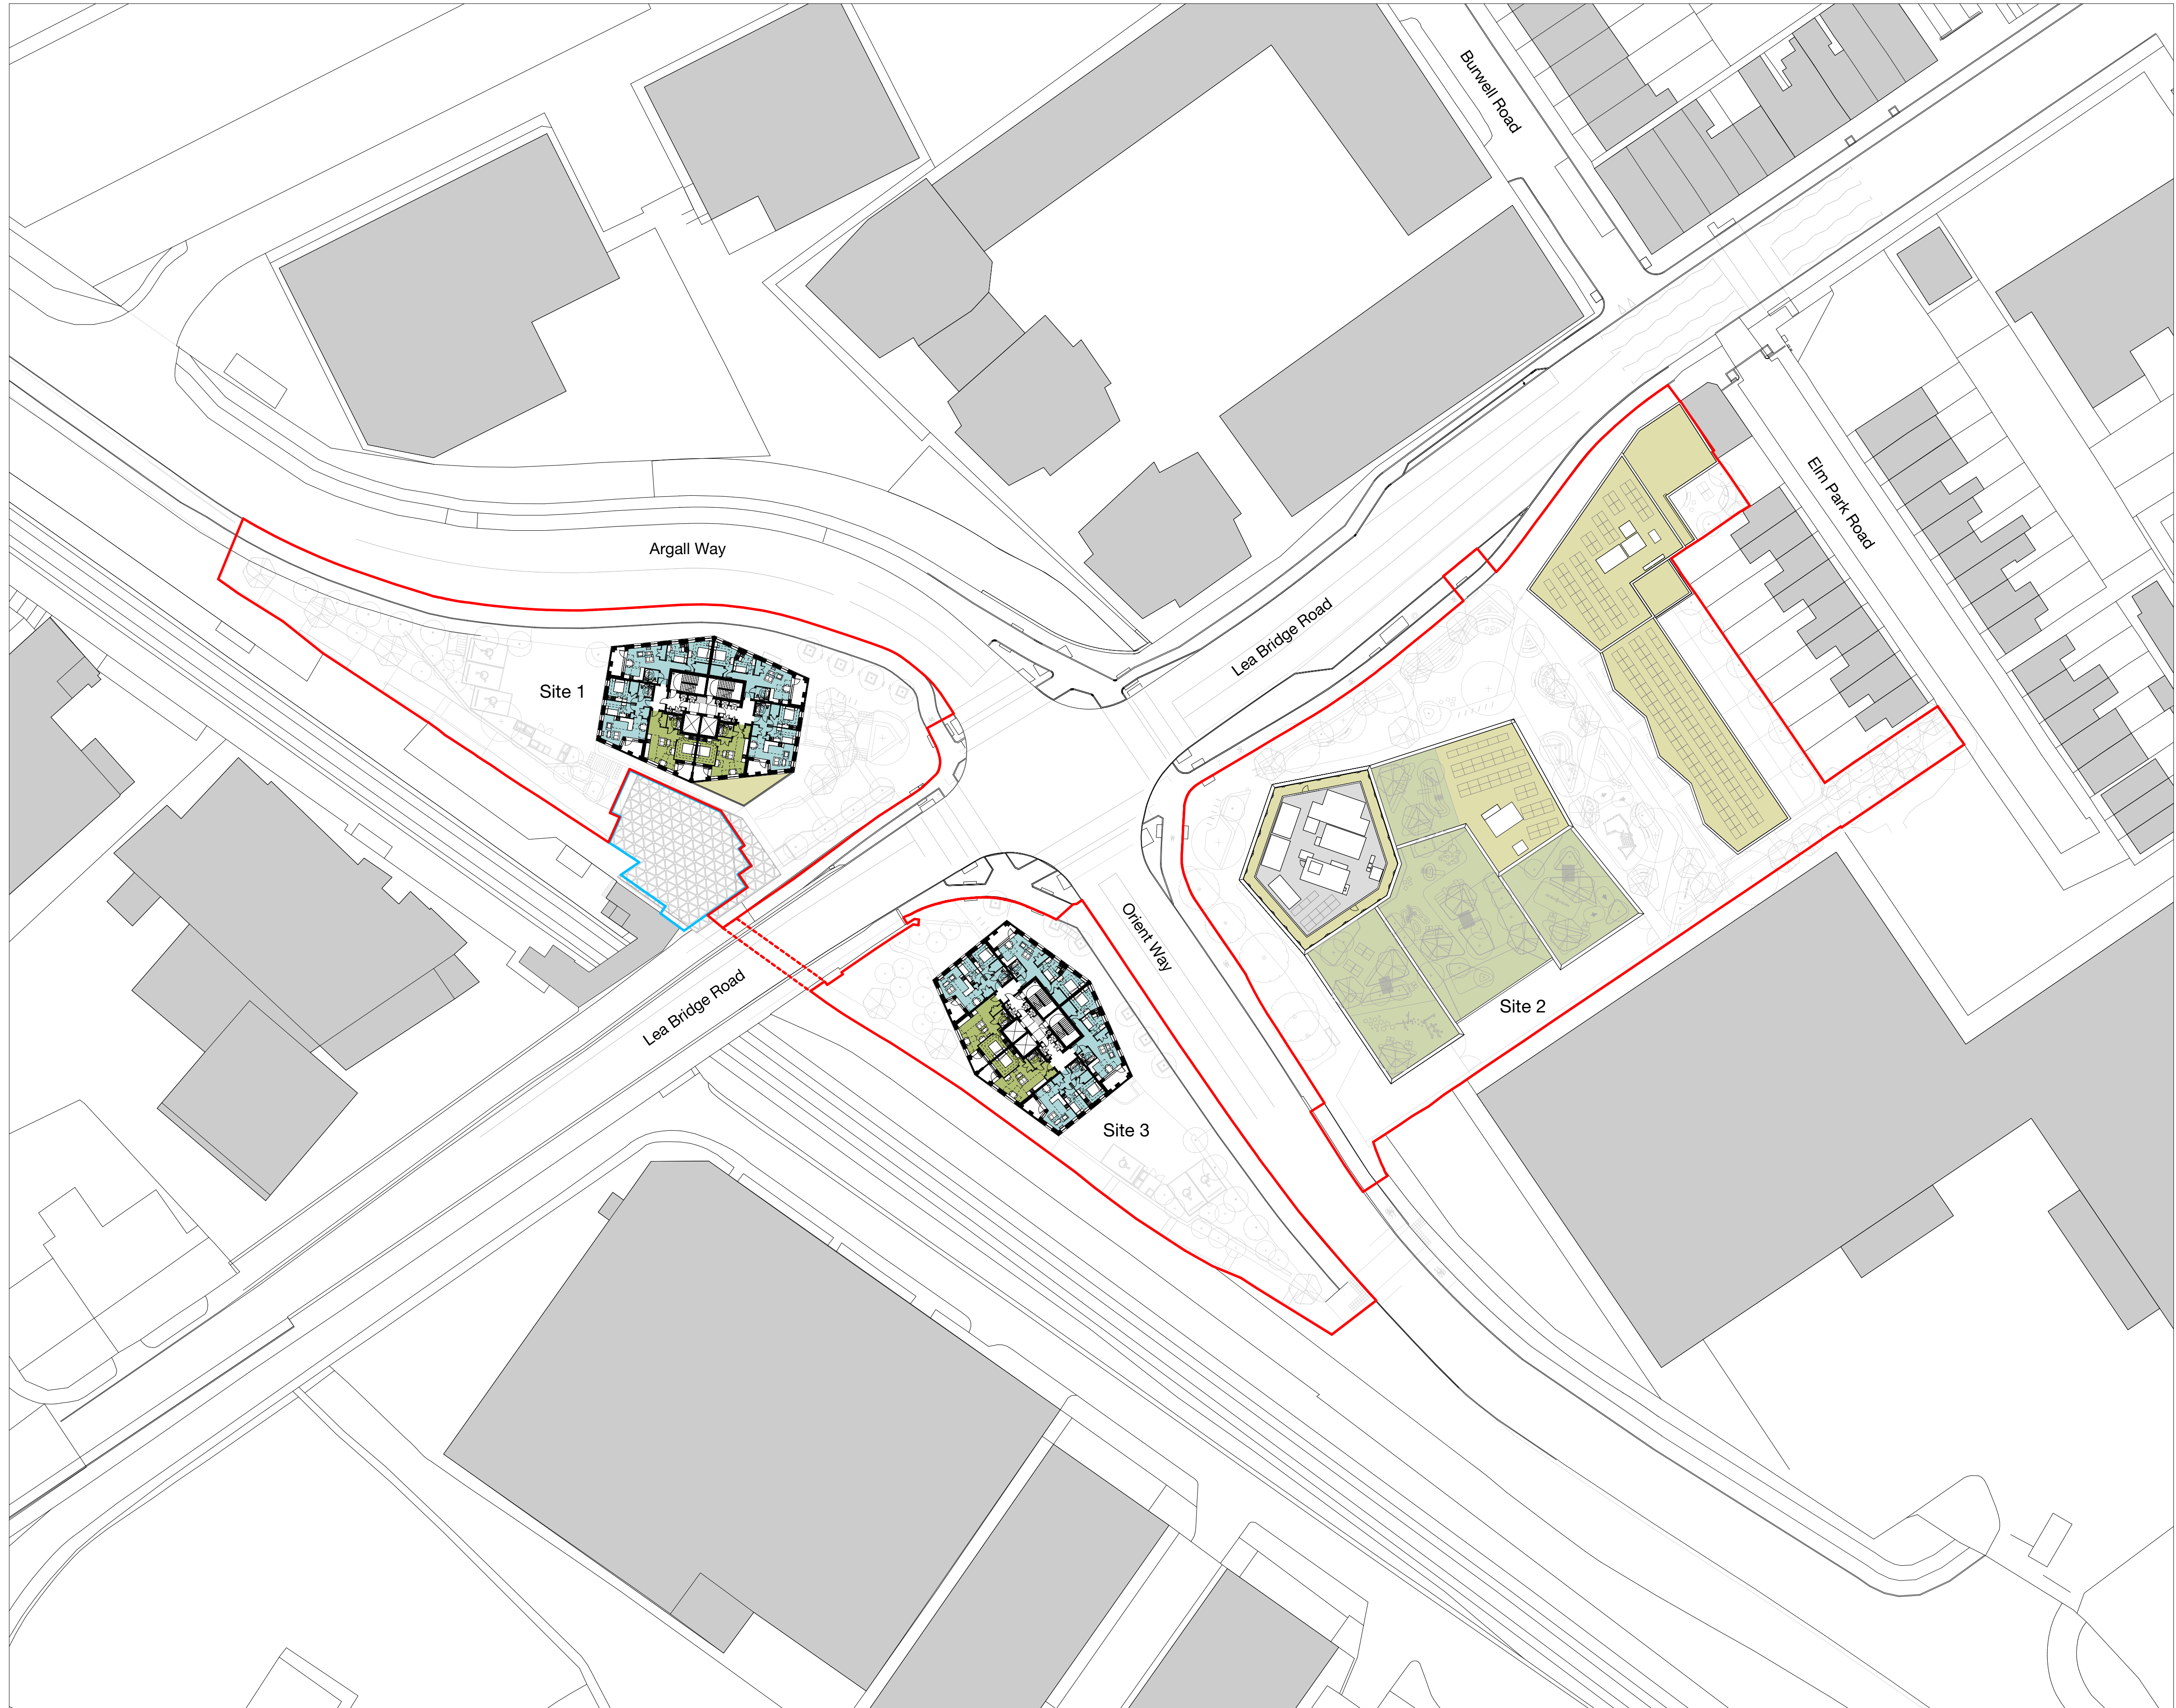 Burwell Road
Elm Park Road
Argall Way
Lea Bridge Road
Site 1
Orient Way
Lea Bridge Road
Site 2
Site 3